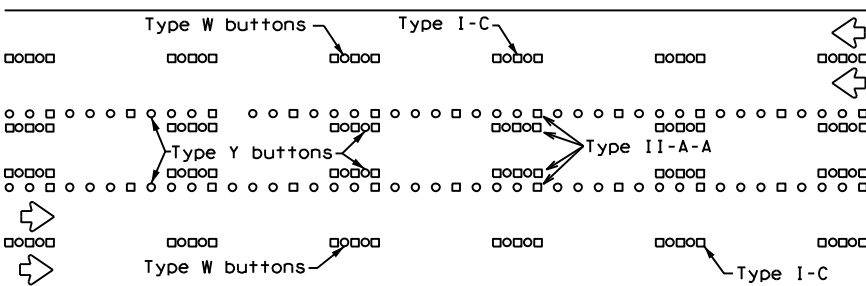 Type W buttons
Type I-C
Type Y buttons
Type II-A-A
Type W buttons
Type I-C